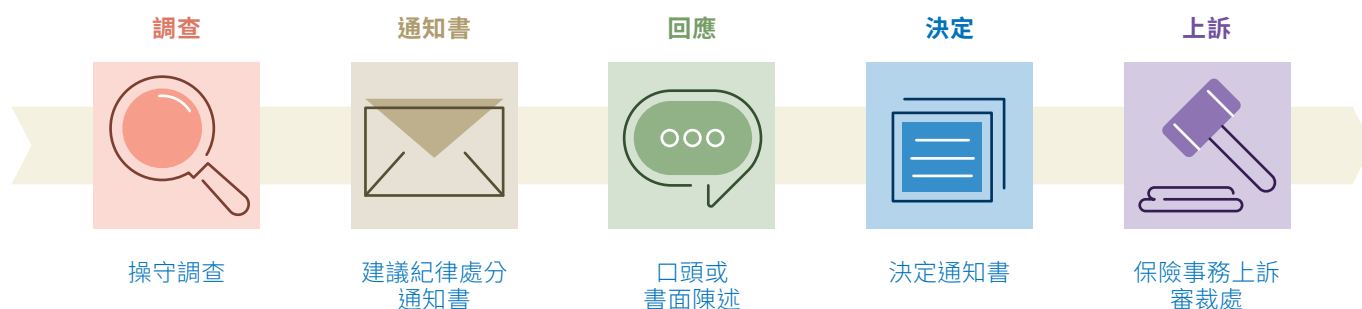 調查
通知書
回應
決定
上訴
操守調查
建議紀律處分
通知書
口頭或
書面陳述
決定通知書
保險事務上訴
審裁處